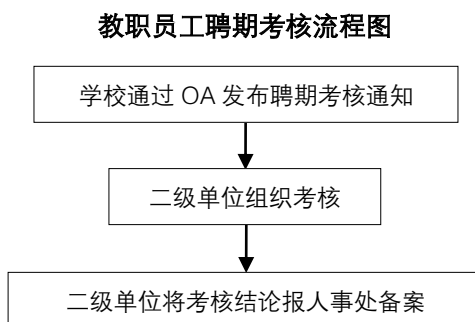 教职员工聘期考核流程图
学校通过 OA 发布聘期考核通知
二级单位组织考核
二级单位将考核结论报人事处备案